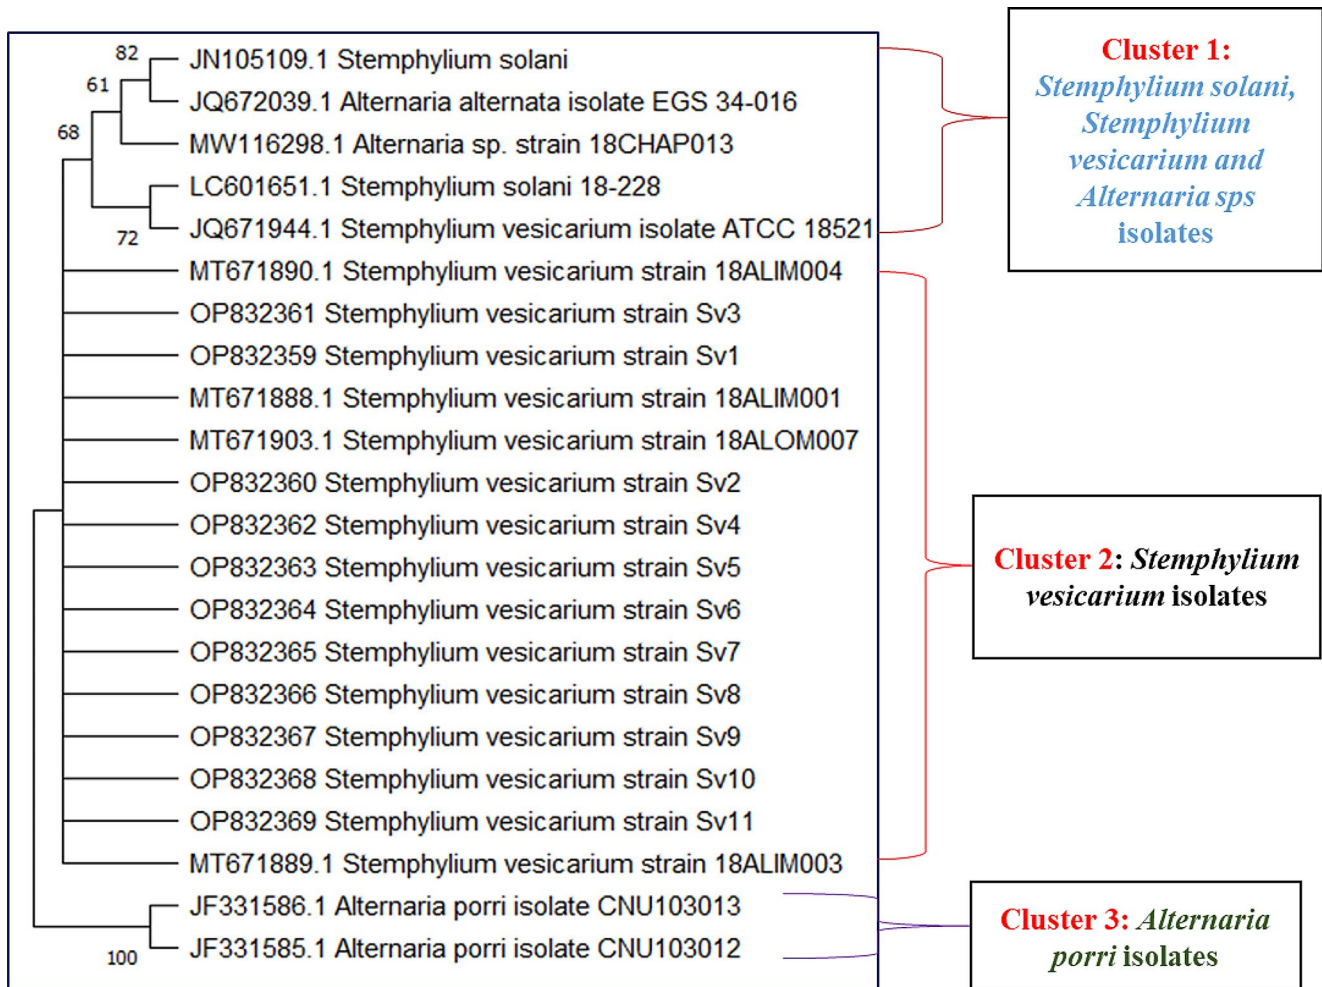 82
JN105109.1 Stemphylium solani
61
JQ672039.1 Alternaria alternata isolate EGS 34-016
68
MW116298.1 Alternaria sp. strain 18CHAP013
LC601651.1 Stemphylium solani 18-228
72
JQ671944.1 Stemphylium vesicarium isolate ATCC 18521
MT671890.1 Stemphylium vesicarium strain 18ALIM004
OP832361 Stemphylium vesicarium strain Sv3
OP832359 Stemphylium vesicarium strain Sv1
MT671888.1 Stemphylium vesicarium strain 18ALIM001
MT671903.1 Stemphylium vesicarium strain 18ALOM007
OP832360 Stemphylium vesicarium strain Sv2
OP832362 Stemphylium vesicarium strain Sv4
OP832363 Stemphylium vesicarium strain Sv5
OP832364 Stemphylium vesicarium strain Sv6
OP832365 Stemphylium vesicarium strain Sv7
OP832366 Stemphylium vesicarium strain Sv8
OP832367 Stemphylium vesicarium strain Sv9
OP832368 Stemphylium vesicarium strain Sv10
OP832369 Stemphylium vesicarium strain Sv11
MT671889.1 Stemphylium vesicarium strain 18ALIM003
JF331586.1 Alternaria porri isolate CNU103013
JF331585.1 Alternaria porri isolate CNU103012
100
Cluster 1:
Stemphylium solani,
Stemphylium
vesicarium and
Alternaria sps
isolates
Cluster 2: Stemphylium
vesicarium isolates
Cluster 3: Alternaria
porri isolates